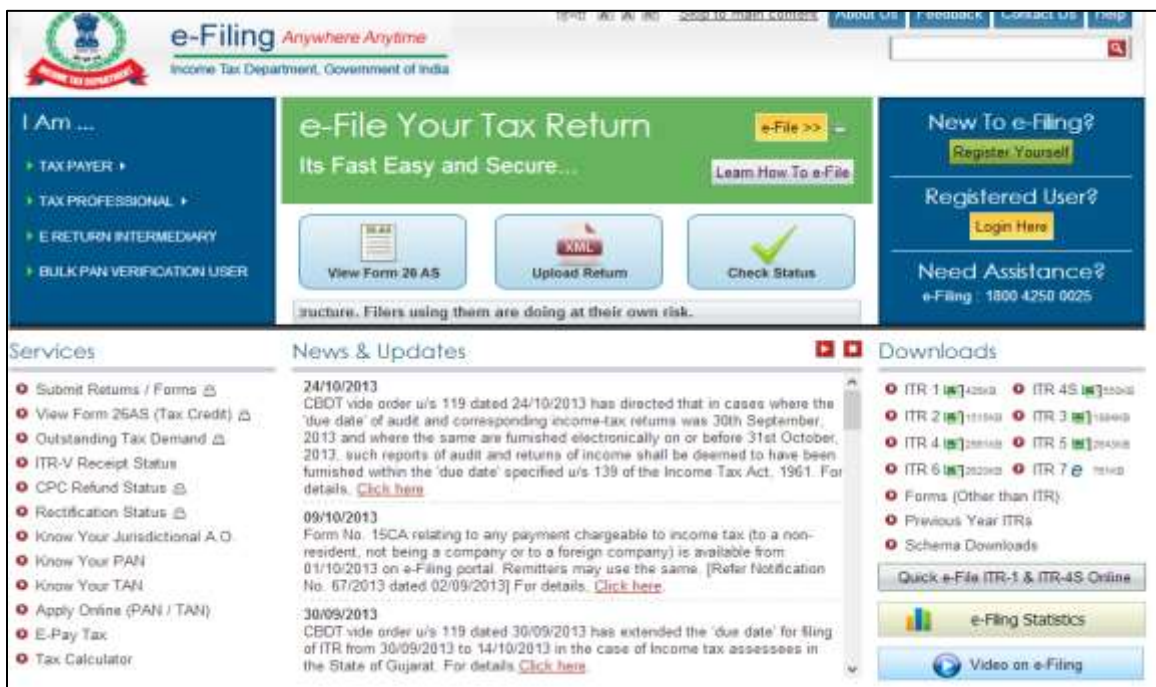 हिन्दी Skip to main content About Us Feedback Contact Us Help
e-Filing Anywhere Anytime
Income Tax Department, Government of India
INCOME TAX DEPARTMENT
I Am ...
TAX PAYER
TAX PROFESSIONAL
E RETURN INTERMEDIARY
BULK PAN VERIFICATION USER
e-File Your Tax Return
e-File >>
Its Fast Easy and Secure...
Learn How To e-File
View Form 26 AS
XML
Upload Return
Check Status
ructure. Filers using them are doing at their own risk.
New To e-Filing?
Register Yourself
Registered User?
Login Here
Need Assistance?
e-Filing : 1800 4250 0025
Services
Submit Returns / Forms
View Form 26AS (Tax Credit)
Outstanding Tax Demand
ITR-V Receipt Status
CPC Refund Status
Rectification Status
Know Your Jurisdictional A.O.
Know Your PAN
Know Your TAN
Apply Online (PAN / TAN)
E-Pay Tax
Tax Calculator
News & Updates
24/10/2013
CBDT vide order u/s 119 dated 24/10/2013 has directed that in cases where the
'due date' of audit and corresponding income-tax returns was 30th September,
2013 and where the same are furnished electronically on or before 31st October,
2013, such reports of audit and returns of income shall be deemed to have been
furnished within the 'due date' specified u/s 139 of the Income Tax Act, 1961. For
details, Click here
09/10/2013
Form No. 15CA relating to any payment chargeable to income tax (to a non-
resident, not being a company or to a foreign company) is available from
01/10/2013 on e-Filing portal. Remitters may use the same. [Refer Notification
No. 67/2013 dated 02/09/2013] For details, Click here.
30/09/2013
CBDT vide order u/s 119 dated 30/09/2013 has extended the 'due date' for filing
of ITR from 30/09/2013 to 14/10/2013 in the case of Income tax assessees in
the State of Gujarat. For details Click here.
Downloads
ITR 1 ITR 4S
ITR 2 ITR 3
ITR 4 ITR 5
ITR 6 ITR 7
Forms (Other than ITR)
Previous Year ITRs
Schema Downloads
Quick e-File ITR-1 & ITR-4S Online
e-Filing Statistics
Video on e-Filing